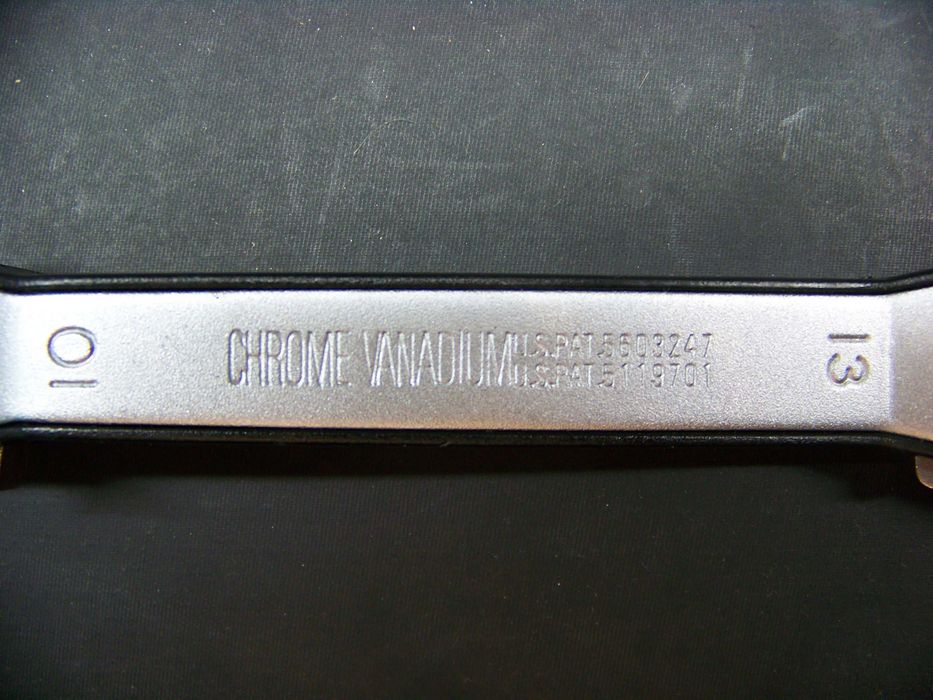 10
CHROME VANADIUM
U.S.PAT.5603247
U.S.PAT.5119701
13